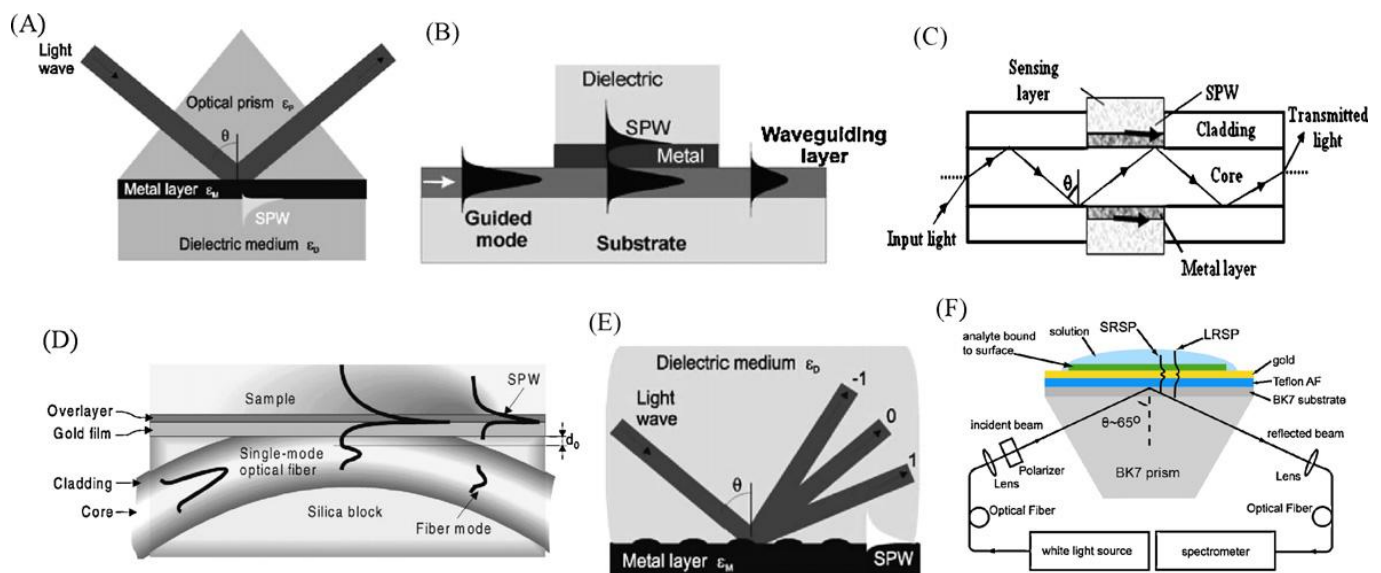 (A)
Light
wave
Optical prism εP
θ
Metal layer εM
SPW
Dielectric medium εD
(B)
Dielectric
SPW
Metal
Waveguiding
layer
Guided
mode
Substrate
(C)
Sensing
layer
SPW
Cladding
Transmitted
light
Core
θ
Input light
Metal layer
(D)
Sample
SPW
Overlayer
Gold film
d0
Single-mode
optical fiber
Cladding
Core
Silica block
Fiber mode
(E)
Dielectric medium εD
-1
Light
wave
0
θ
1
Metal layer εM
SPW
(F)
SRSP
LRSP
solution
analyte bound
to surface
gold
Teflon AF
BK7 substrate
θ~65o
incident beam
reflected beam
Polarizer
Lens
Lens
BK7 prism
Optical Fiber
Optical Fiber
white light source
spectrometer